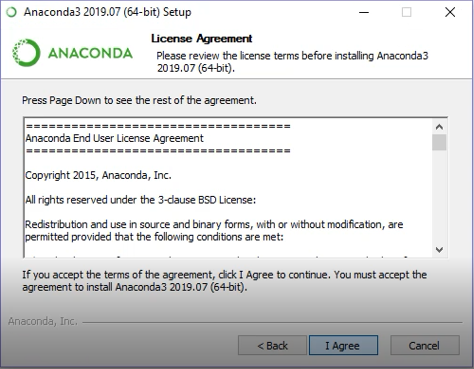 Anaconda3 2019.07 (64-bit) Setup
ANACONDA
License Agreement
Please review the license terms before installing Anaconda3
2019.07 (64-bit).
Press Page Down to see the rest of the agreement.
===================================
Anaconda End User License Agreement
===================================
Copyright 2015, Anaconda, Inc.
All rights reserved under the 3-clause BSD License:
Redistribution and use in source and binary forms, with or without modification, are
permitted provided that the following conditions are met:
If you accept the terms of the agreement, click I Agree to continue. You must accept the
agreement to install Anaconda3 2019.07 (64-bit).
Anaconda, Inc.
< Back
I Agree
Cancel